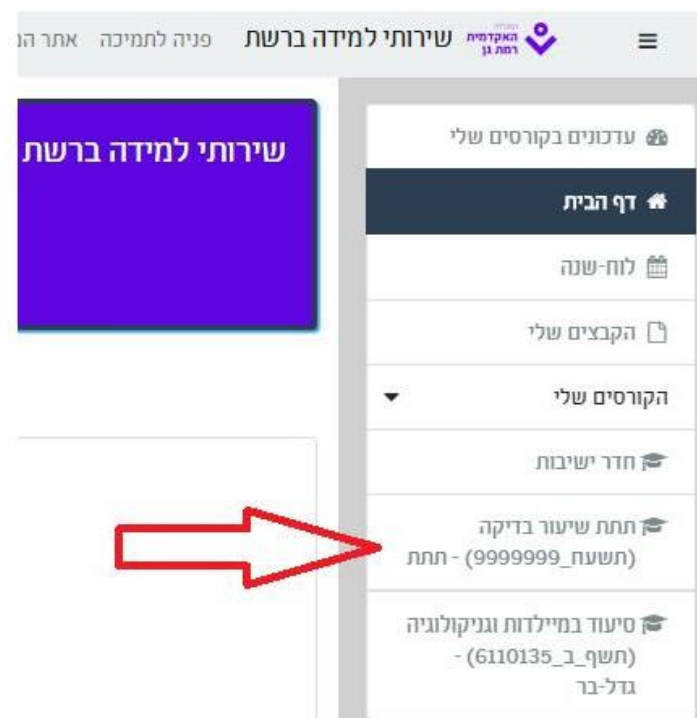 המכללה
האקדמית
רמת גן
שירותי למידה ברשת פניה לתמיכה אתר
עדכונים בקורסים שלי
דף הבית
לוח-שנה
הקבצים שלי
הקורסים שלי
חדר ישיבות
תתת שיעור בדיקה
(תשעח_9999999) - תתת
סיעוד במיילדות וגניקולוגיה
(תשף_ב_6110135) -
גדל-בר
שירותי למידה ברשת